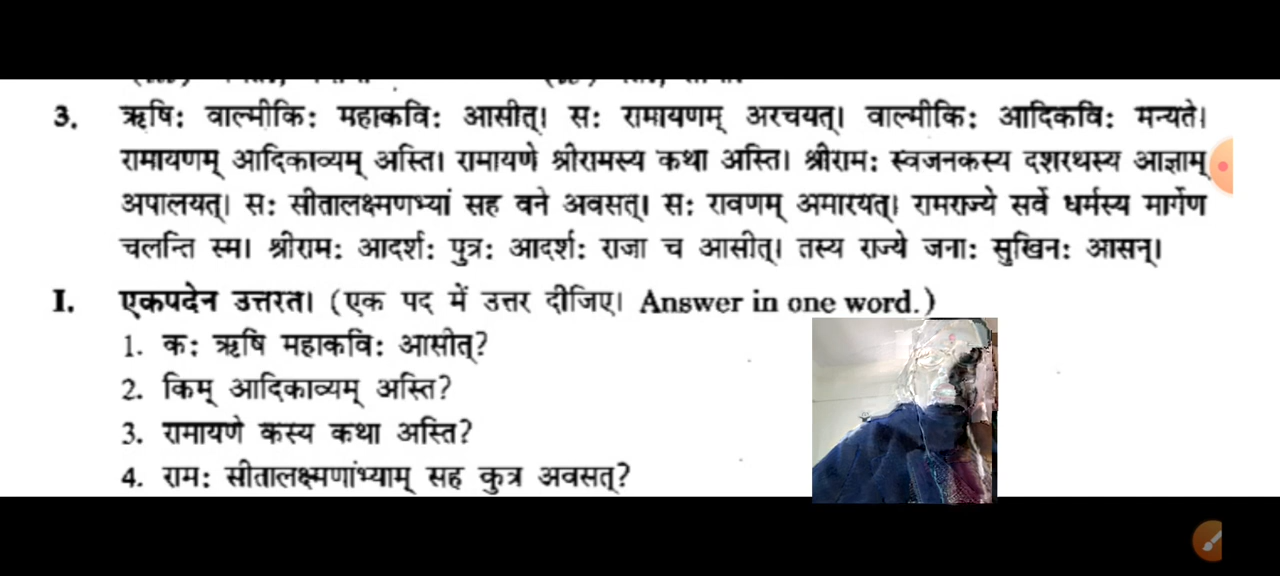 3. ऋषिः वाल्मीकिः महाकविः आसीत्। सः रामायणम् अरचयत्। वाल्मीकिः आदिकविः मन्यते।
रामायणम् आदिकाव्यम् अस्ति। रामायणे श्रीरामस्य कथा अस्ति। श्रीरामः स्वजनकस्य दशरथस्य आज्ञाम्
अपालयत्। सः सीतालक्ष्मणभ्यां सह वने अवसत्। सः रावणम् अमारयत्। रामराज्ये सर्वे धर्मस्य मार्गेण
चलन्ति स्म। श्रीरामः आदर्शः पुत्रः आदर्शः राजा च आसीत्। तस्य राज्ये जनाः सुखिनः आसन्।
I. एकपदेन उत्तरत। (एक पद में उत्तर दीजिए। Answer in one word.)
1. कः ऋषि महाकविः आसीत्?
2. किम् आदिकाव्यम् अस्ति?
3. रामायणे कस्य कथा अस्ति?
4. रामः सीतालक्ष्मणांभ्याम् सह कुत्र अवसत्?